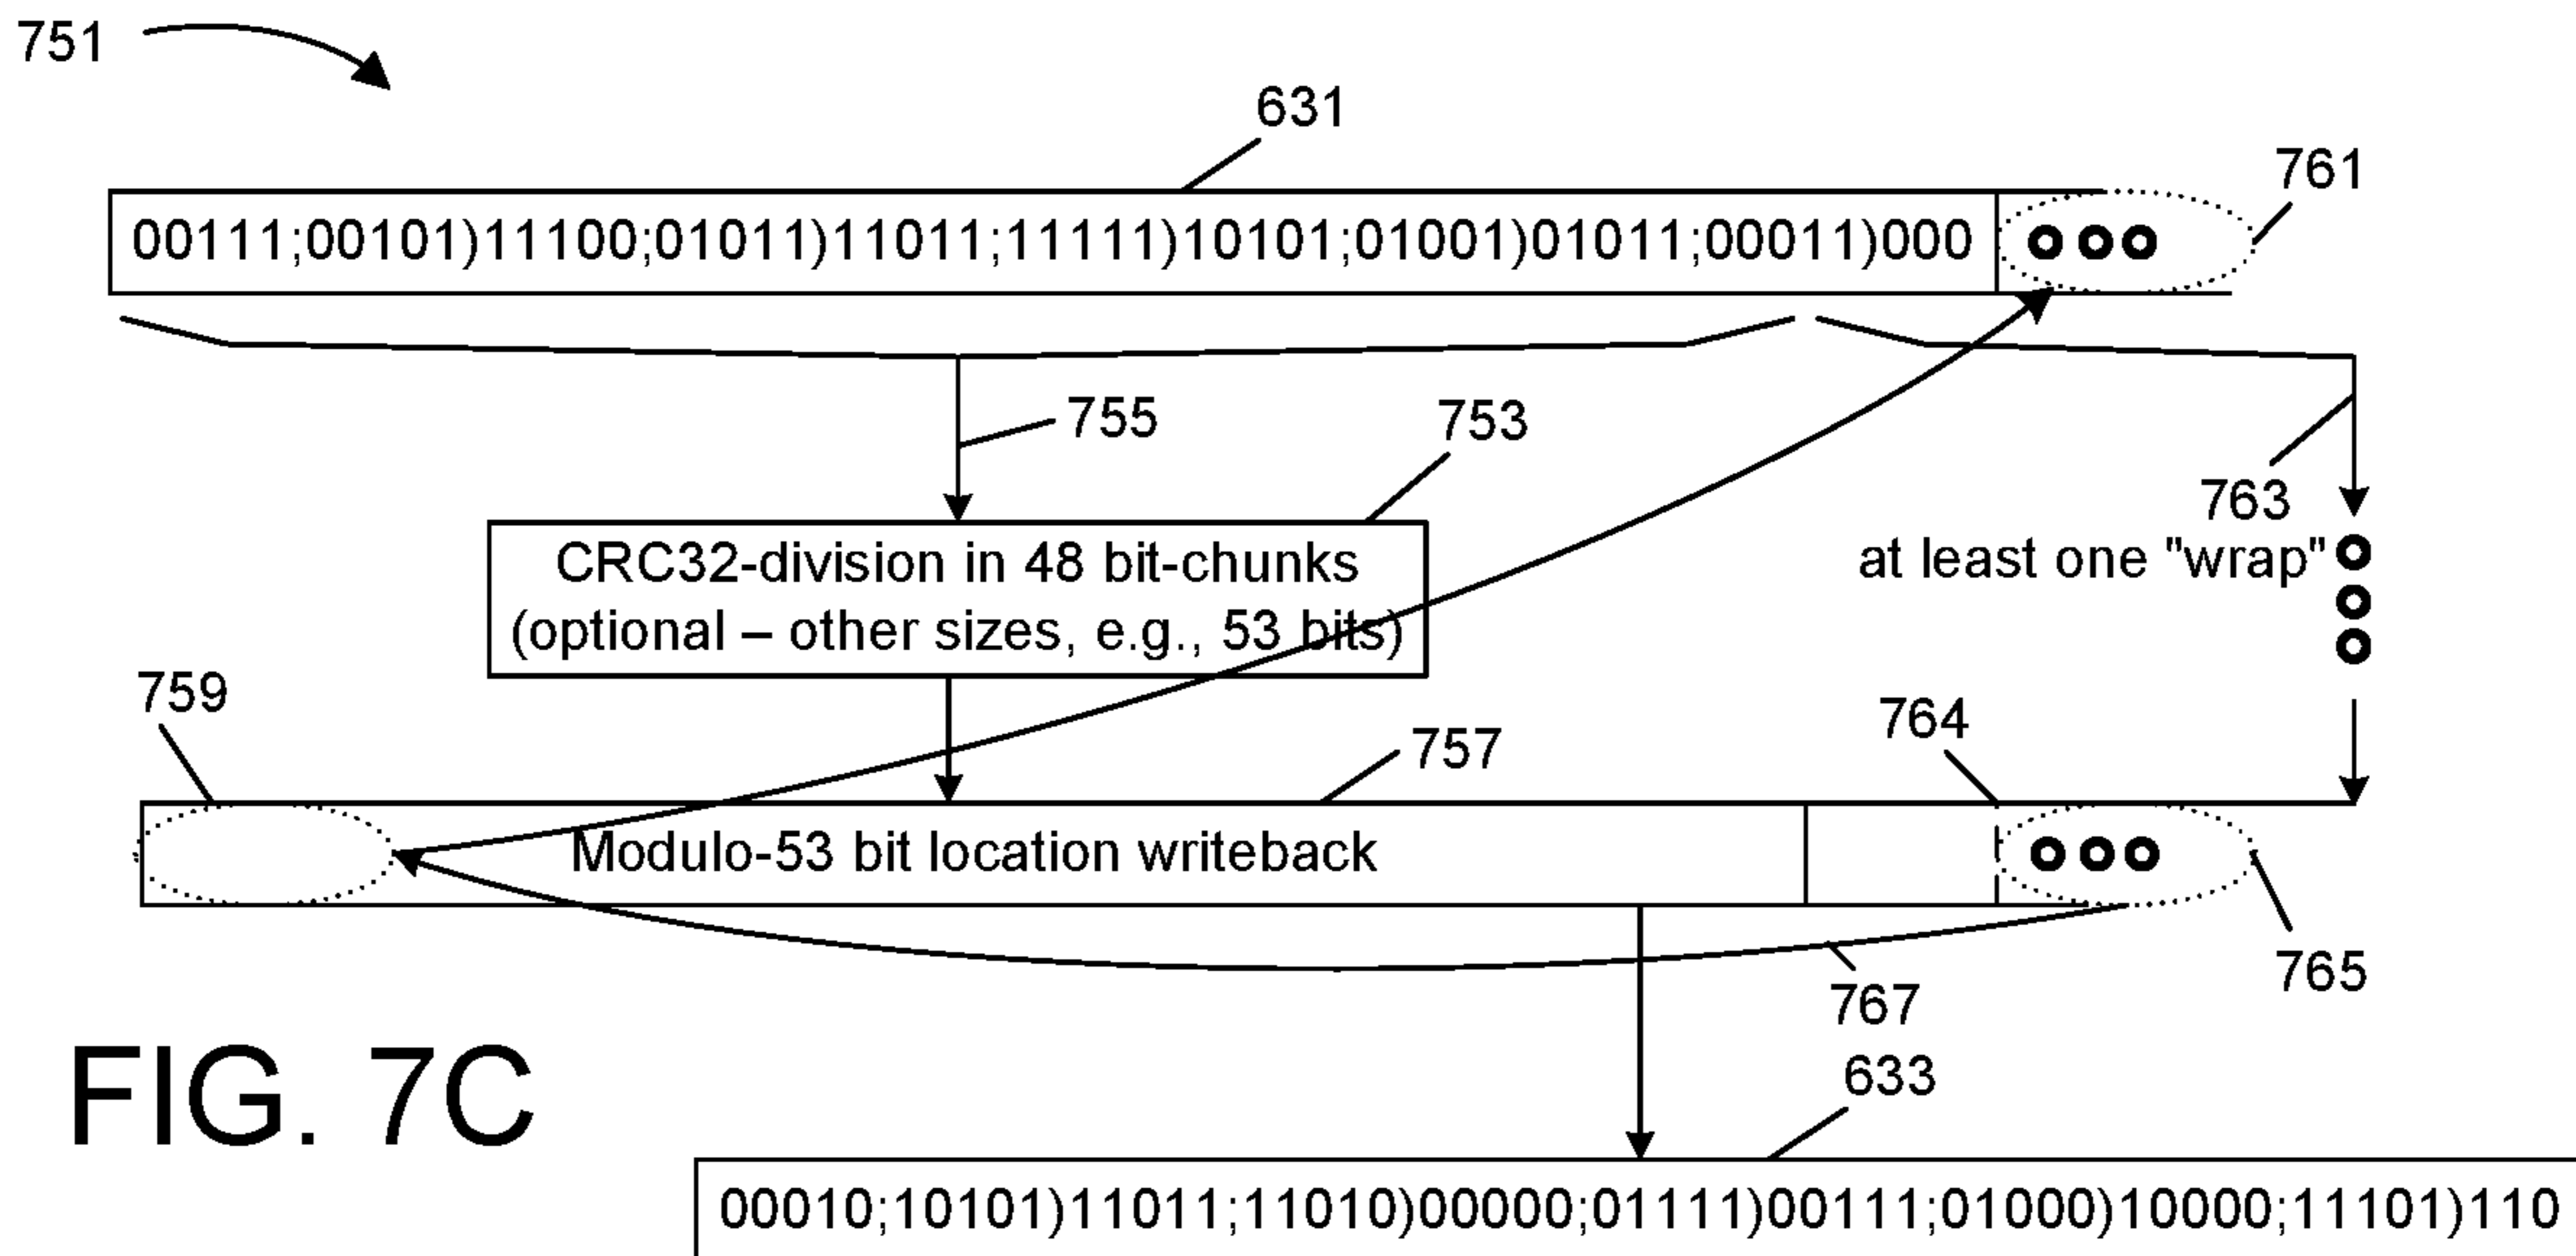 751
631
761
00111;00101)11100;01011)11011;11111)10101;01001)01011;00011)000
755
753
763
CRC32-division in 48 bit-chunks
(optional – other sizes, e.g., 53 bits)
at least one "wrap"
759
764
757
Modulo-53 bit location writeback
765
767
FIG. 7C
633
00010;10101)11011;11010)00000;01111)00111;01000)10000;11101)110